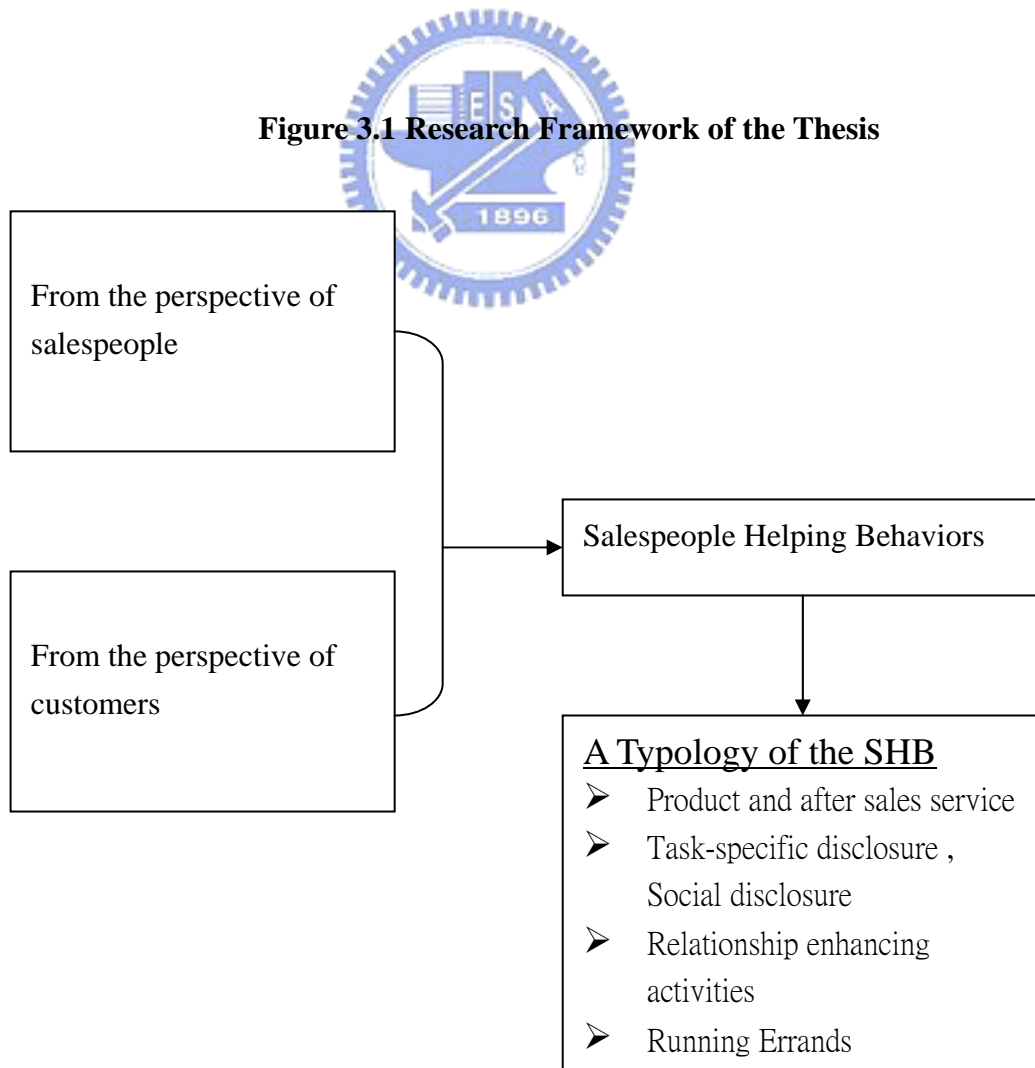 Figure 3.1 Research Framework of the Thesis
E S A
1896
From the perspective of
salespeople
Salespeople Helping Behaviors
From the perspective of
customers
A Typology of the SHB
➢ Product and after sales service
➢ Task-specific disclosure ,
Social disclosure
➢ Relationship enhancing
activities
➢ Running Errands